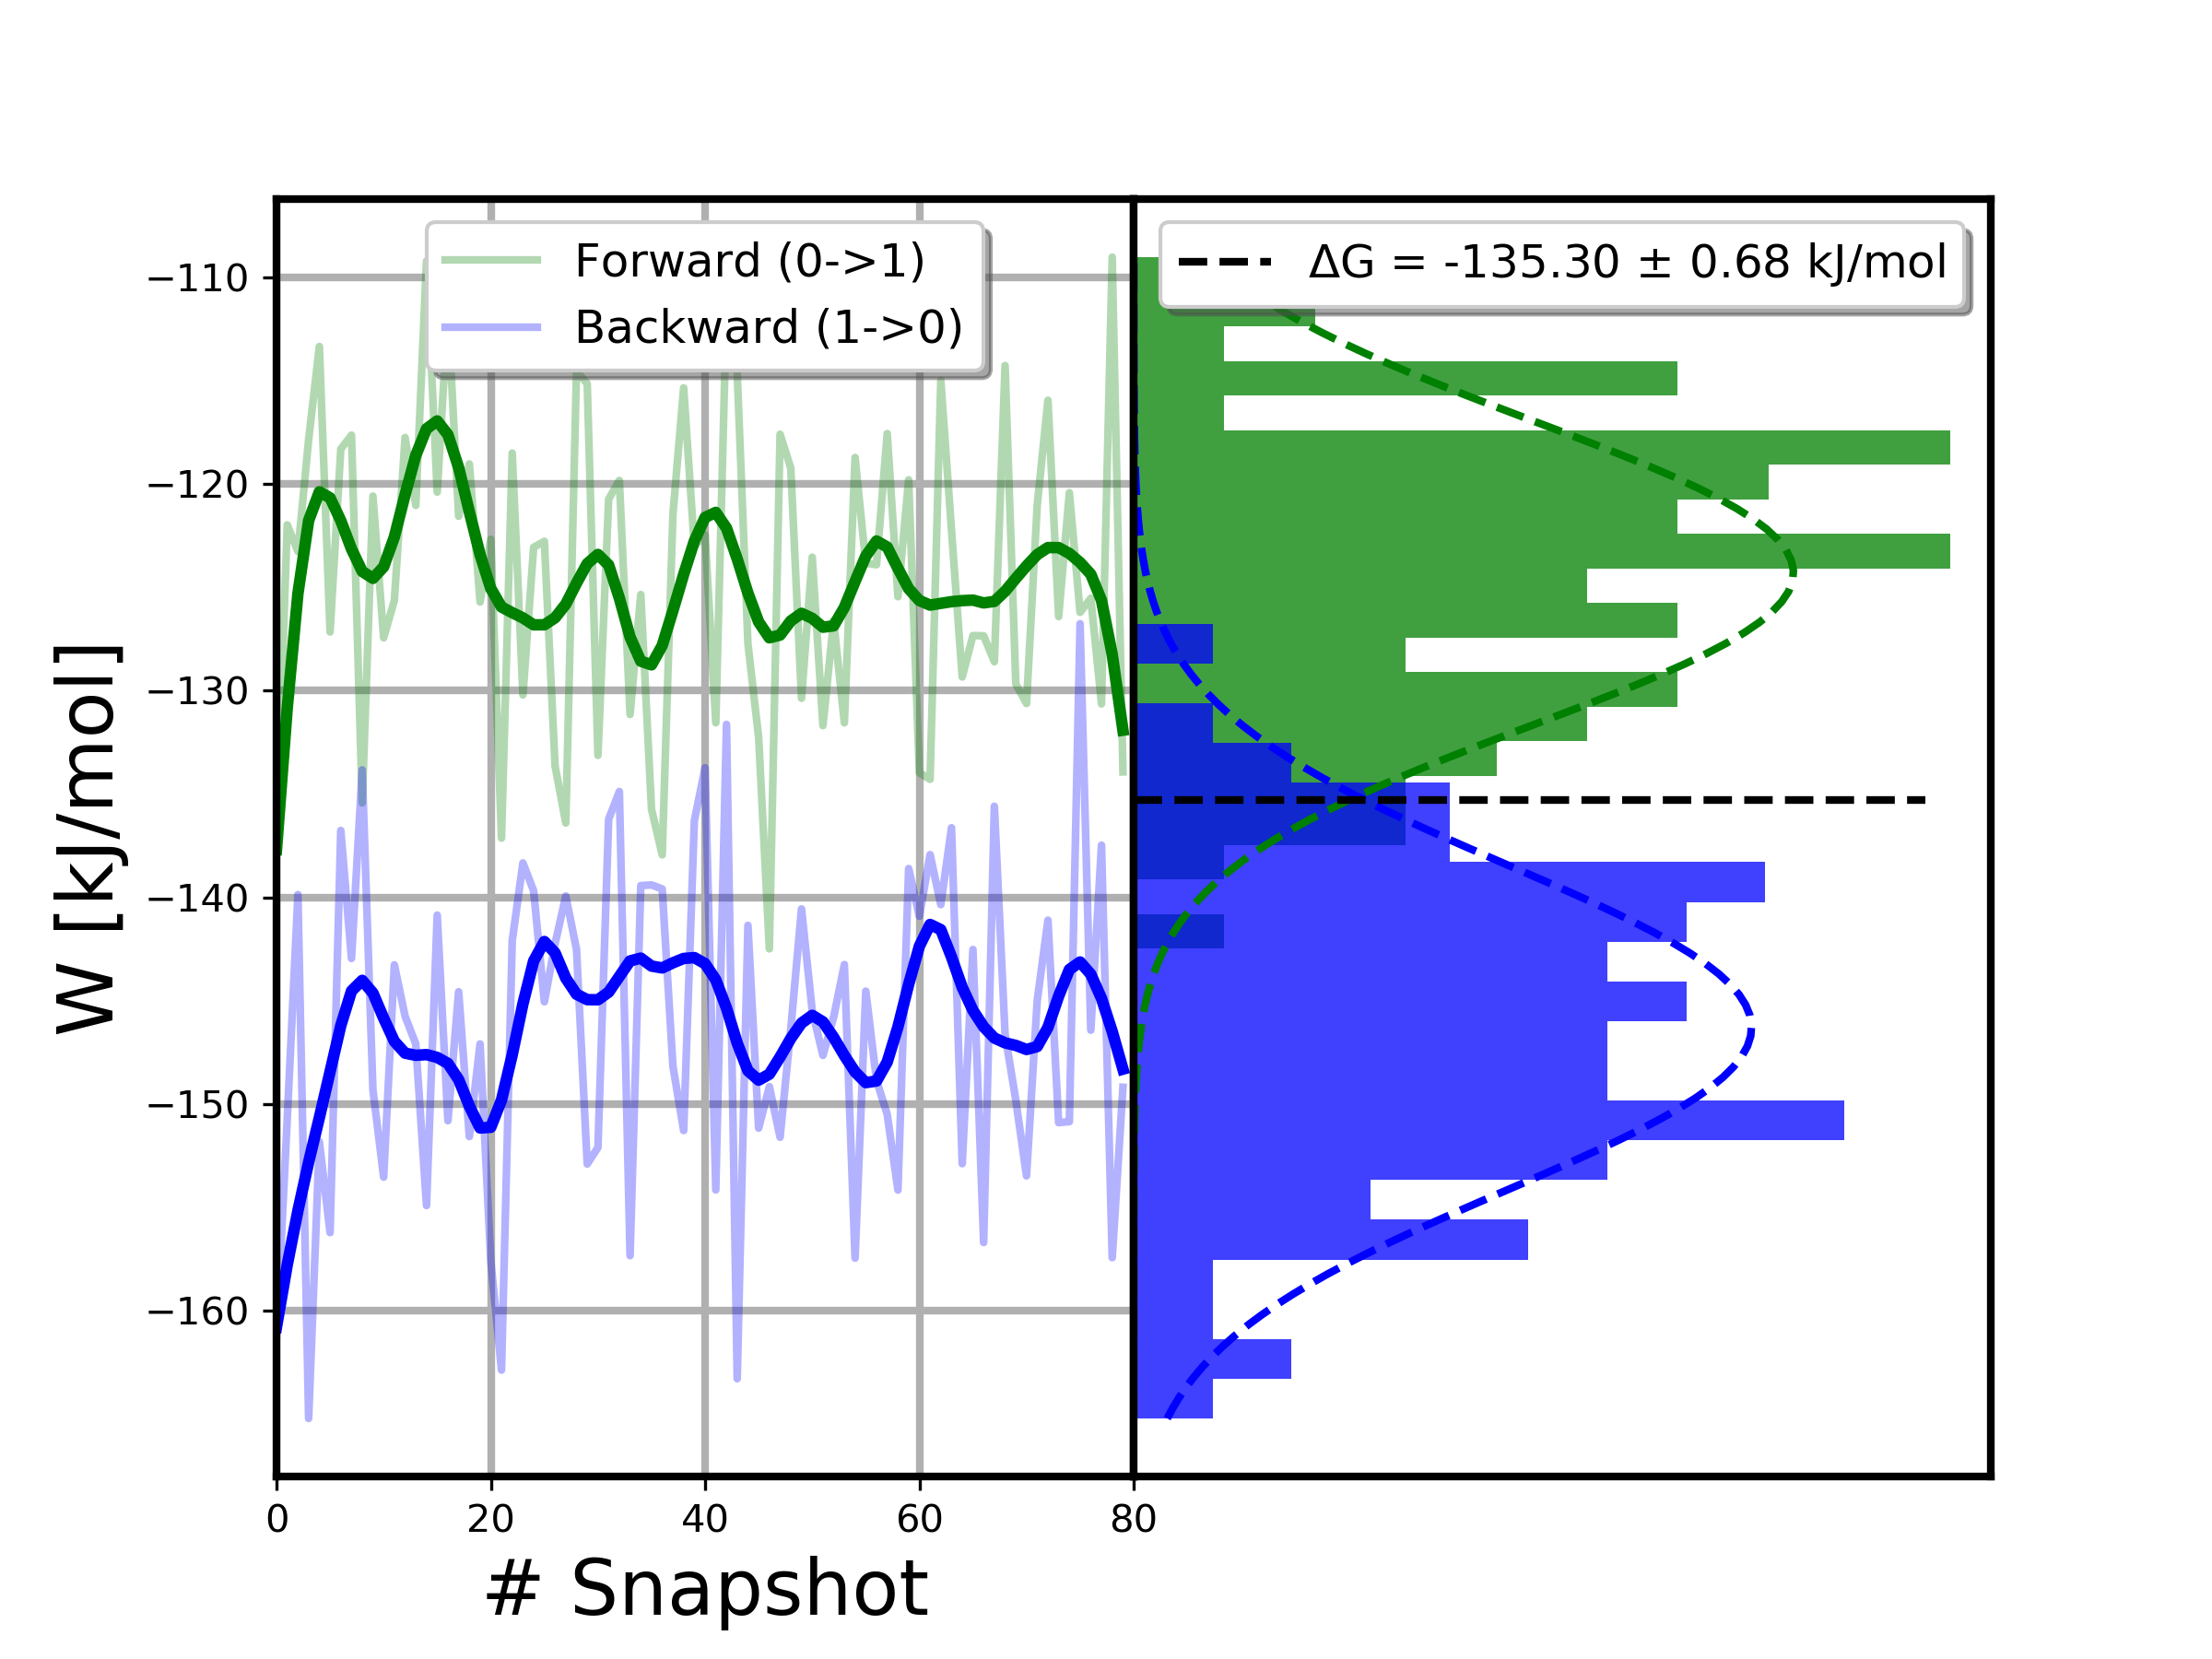 Forward (0->1)
Backward (1->0)
ΔG = -135.30 ± 0.68 kJ/mol
−110
−120
−130
−140
−150
−160
W [kJ/mol]
0 20 40 60 80
# Snapshot